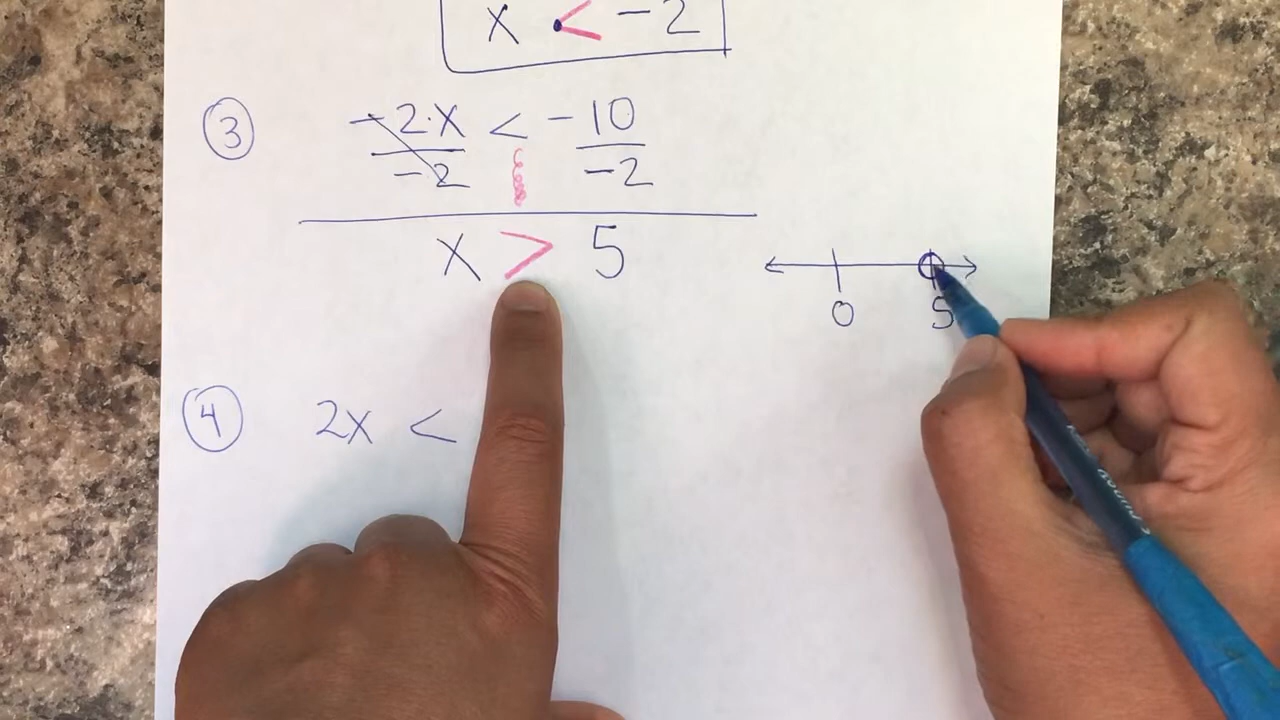 x < -2
③ -2·x < -10
-2 -2
x > 5
0 5
④ 2x <